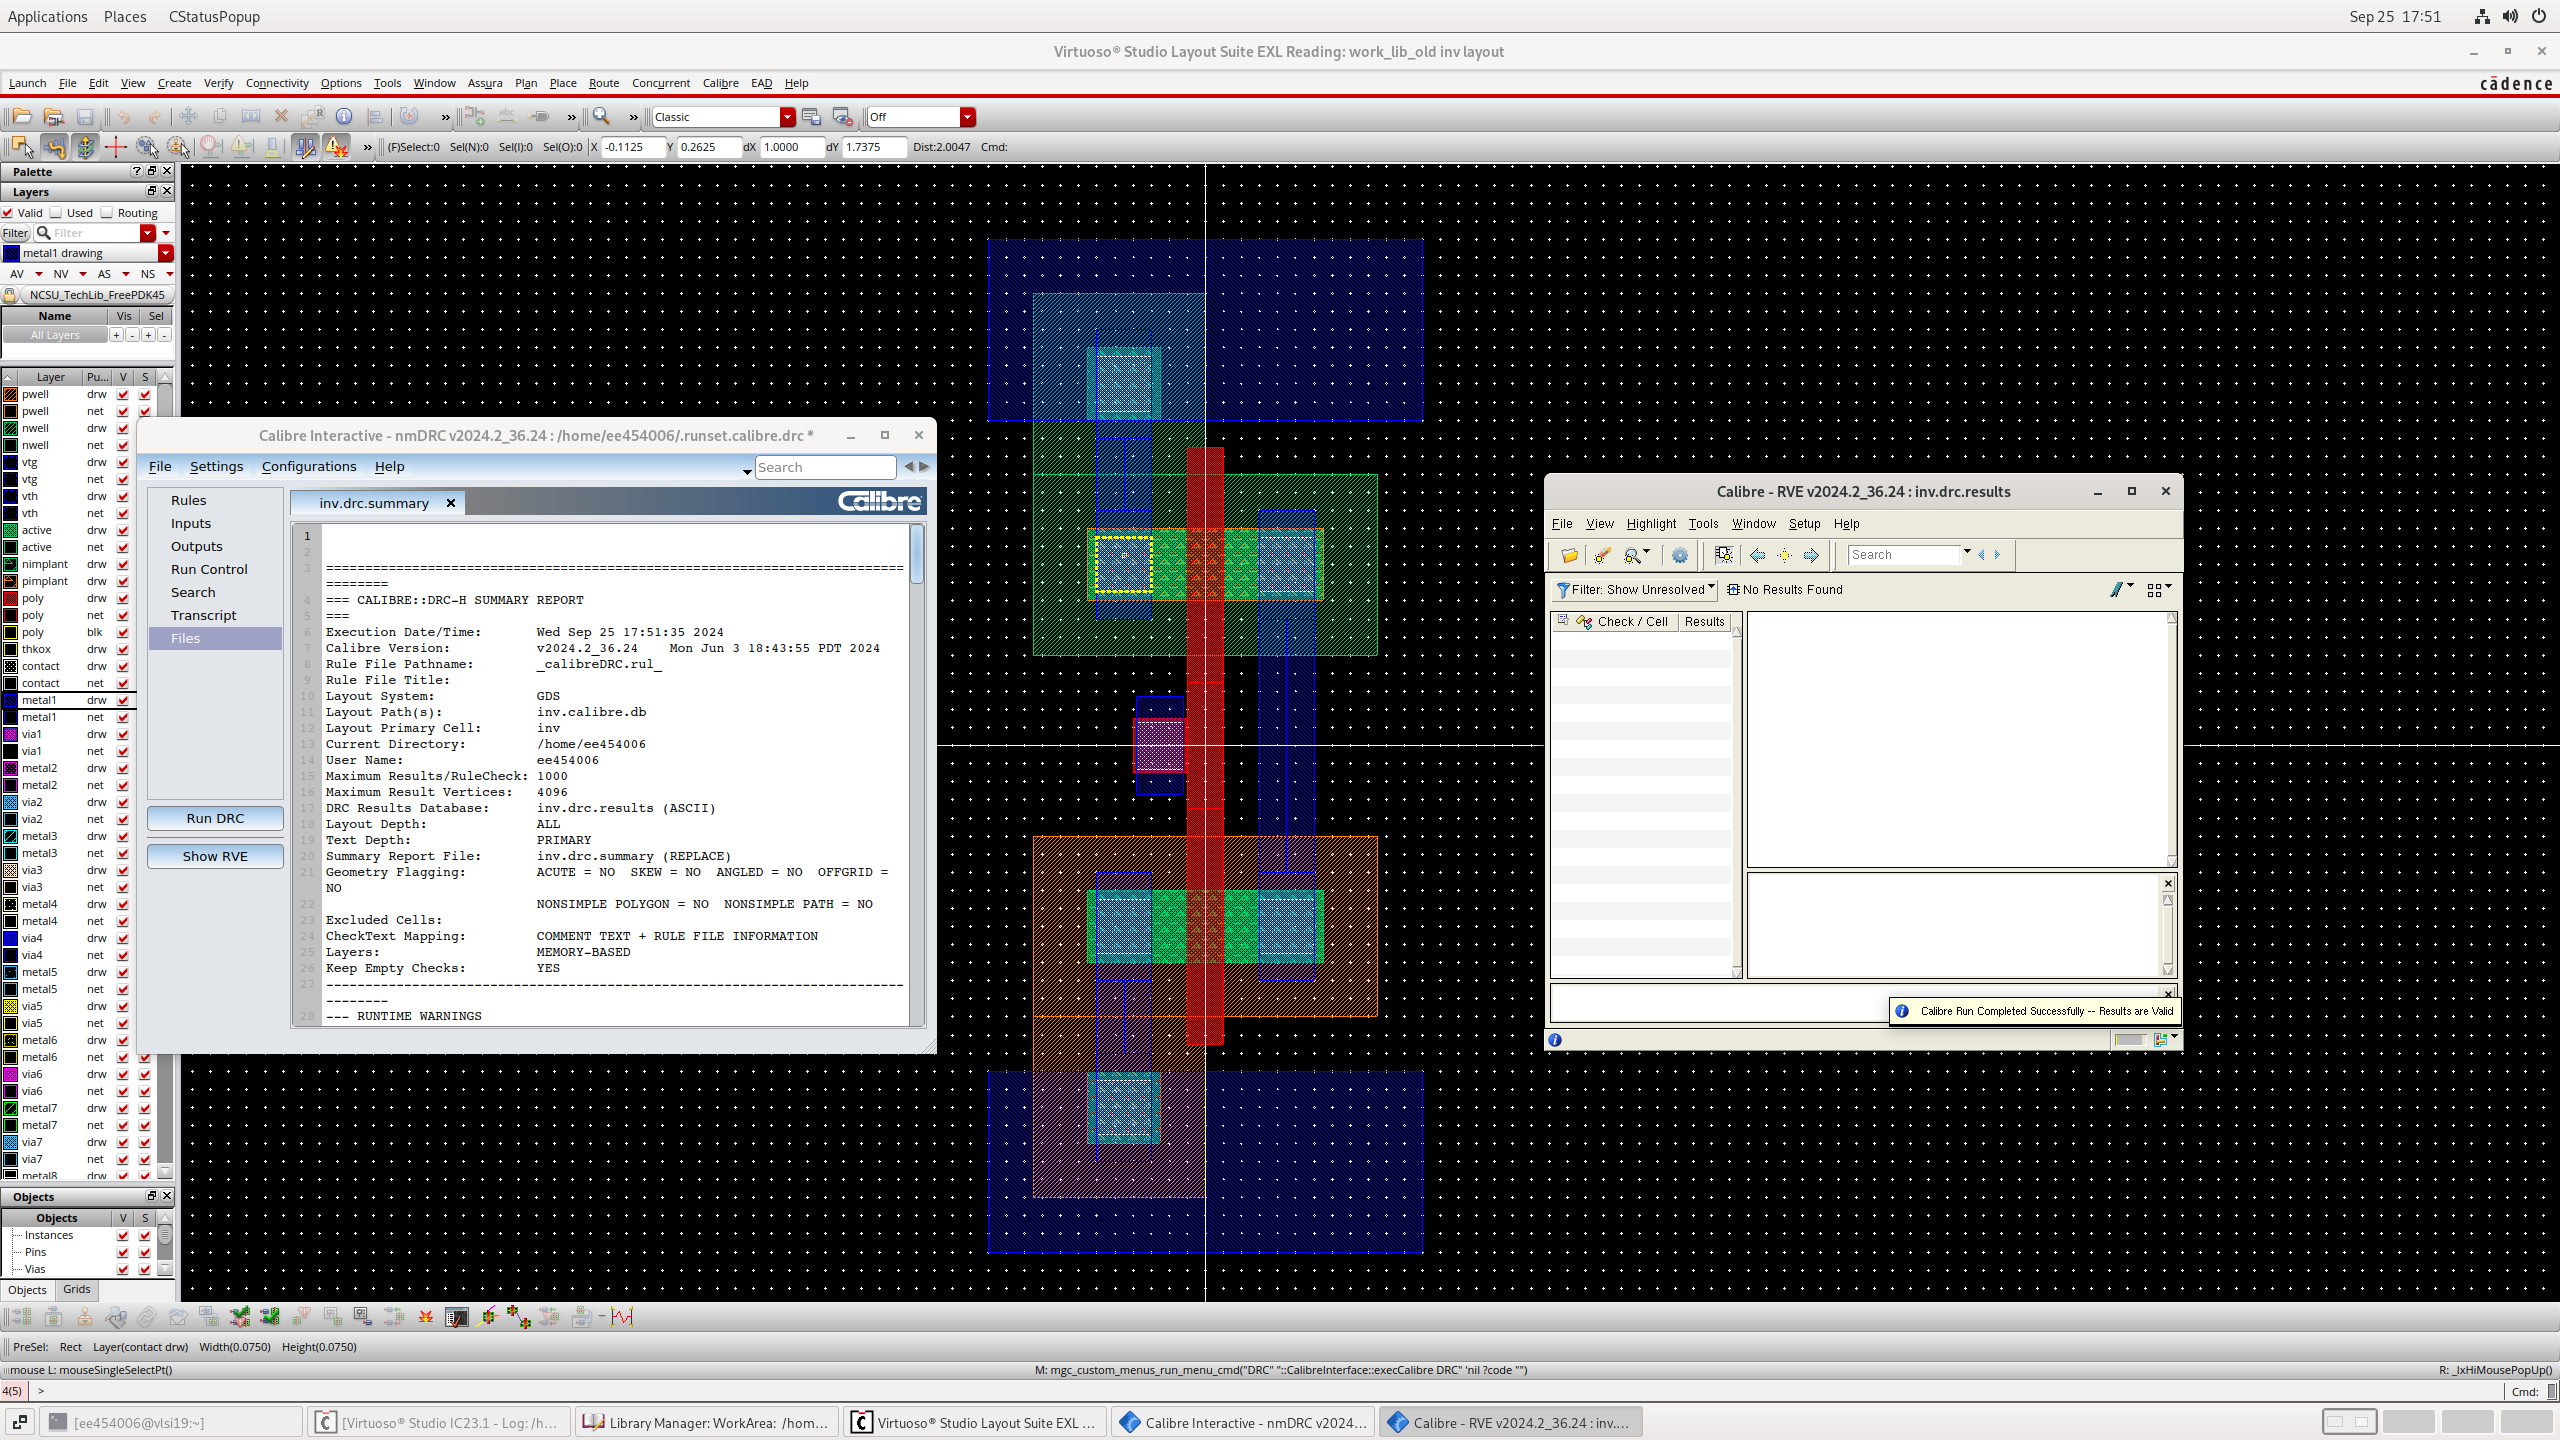 Applications Places CStatusPopup Sep 25 17:51
Virtuoso® Studio Layout Suite EXL Reading: work_lib_old inv layout
Launch File Edit View Create Verify Connectivity Options Tools Window Assura Plan Place Route Concurrent Calibre EAD Help cādence
» » » Classic Off
» (F)Select:0 Sel(N):0 Sel(I):0 Sel(O):0 X -0.1125 Y 0.2625 dX 1.0000 dY 1.7375 Dist:2.0047 Cmd:
Palette
Layers
Valid Used Routing
Filter Filter
metal1 drawing
AV NV AS NS
NCSU_TechLib_FreePDK45
Name Vis Sel
All Layers + - + -
Layer Pu... V S
pwell drw
pwell net
nwell drw
nwell net
vtg drw
vtg net
vth drw
vth net
active drw
active net
nimplant drw
pimplant drw
poly drw
poly net
poly blk
thkox drw
contact drw
contact net
metal1 drw
metal1 net
via1 drw
via1 net
metal2 drw
metal2 net
via2 drw
via2 net
metal3 drw
metal3 net
via3 drw
via3 net
metal4 drw
metal4 net
via4 drw
via4 net
metal5 drw
metal5 net
via5 drw
via5 net
metal6 drw
metal6 net
via6 drw
via6 net
metal7 drw
metal7 net
via7 drw
via7 net
metal8 drw
Objects
Objects V S
Instances
Pins
Vias
Objects Grids
Calibre Interactive - nmDRC v2024.2_36.24 : /home/ee454006/.runset.calibre.drc *
File Settings Configurations Help Search
Rules
Inputs
Outputs
Run Control
Search
Transcript
Files
Run DRC
Show RVE
inv.drc.summary Calibre
1
2
3 ==========================================================================
========
4 === CALIBRE::DRC-H SUMMARY REPORT
5 ===
6 Execution Date/Time: Wed Sep 25 17:51:35 2024
7 Calibre Version: v2024.2_36.24 Mon Jun 3 18:43:55 PDT 2024
8 Rule File Pathname: _calibreDRC.rul_
9 Rule File Title:
10 Layout System: GDS
11 Layout Path(s): inv.calibre.db
12 Layout Primary Cell: inv
13 Current Directory: /home/ee454006
14 User Name: ee454006
15 Maximum Results/RuleCheck: 1000
16 Maximum Result Vertices: 4096
17 DRC Results Database: inv.drc.results (ASCII)
18 Layout Depth: ALL
19 Text Depth: PRIMARY
20 Summary Report File: inv.drc.summary (REPLACE)
21 Geometry Flagging: ACUTE = NO SKEW = NO ANGLED = NO OFFGRID =
NO
22 NONSIMPLE POLYGON = NO NONSIMPLE PATH = NO
23 Excluded Cells:
24 CheckText Mapping: COMMENT TEXT + RULE FILE INFORMATION
25 Layers: MEMORY-BASED
26 Keep Empty Checks: YES
27 --------------------------------------------------------------------------
--------
28 --- RUNTIME WARNINGS
Calibre - RVE v2024.2_36.24 : inv.drc.results
File View Highlight Tools Window Setup Help
Search
Filter: Show Unresolved No Results Found
Check / Cell Results
Calibre Run Completed Successfully -- Results are Valid
PreSel: Rect Layer(contact drw) Width(0.0750) Height(0.0750)
mouse L: mouseSingleSelectPt() M: mgc_custom_menus_run_menu_cmd("DRC" "::CalibreInterface::execCalibre DRC" 'nil ?code "") R: _lxHiMousePopUp()
4(5) > Cmd:
[ee454006@vlsi19:~] [Virtuoso® Studio IC23.1 - Log: /h... Library Manager: WorkArea: /hom... Virtuoso® Studio Layout Suite EXL ... Calibre Interactive - nmDRC v2024... Calibre - RVE v2024.2_36.24 : inv....